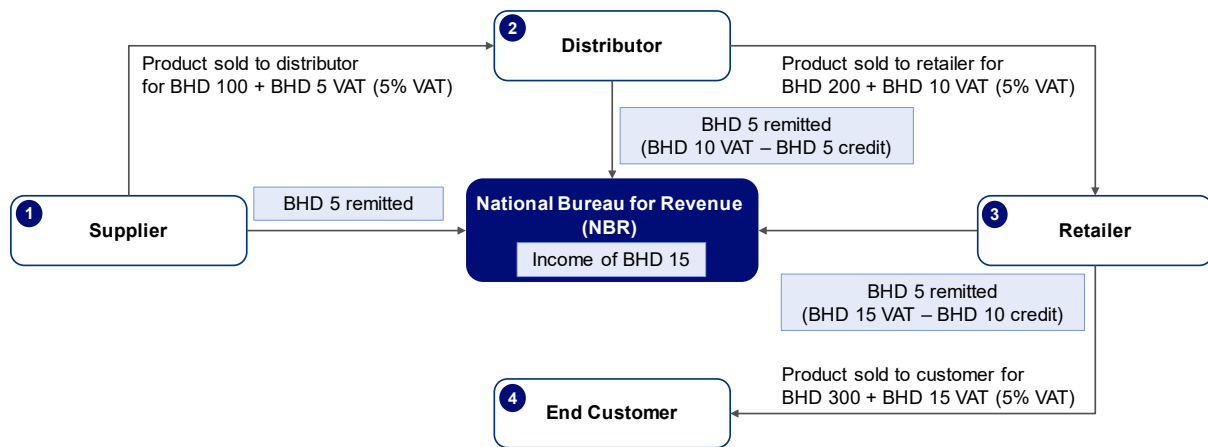 2
Distributor
Product sold to distributor
for BHD 100 + BHD 5 VAT (5% VAT)
Product sold to retailer for
BHD 200 + BHD 10 VAT (5% VAT)
BHD 5 remitted
(BHD 10 VAT – BHD 5 credit)
1
Supplier
BHD 5 remitted
National Bureau for Revenue
(NBR)
Income of BHD 15
3
Retailer
BHD 5 remitted
(BHD 15 VAT – BHD 10 credit)
Product sold to customer for
BHD 300 + BHD 15 VAT (5% VAT)
4
End Customer